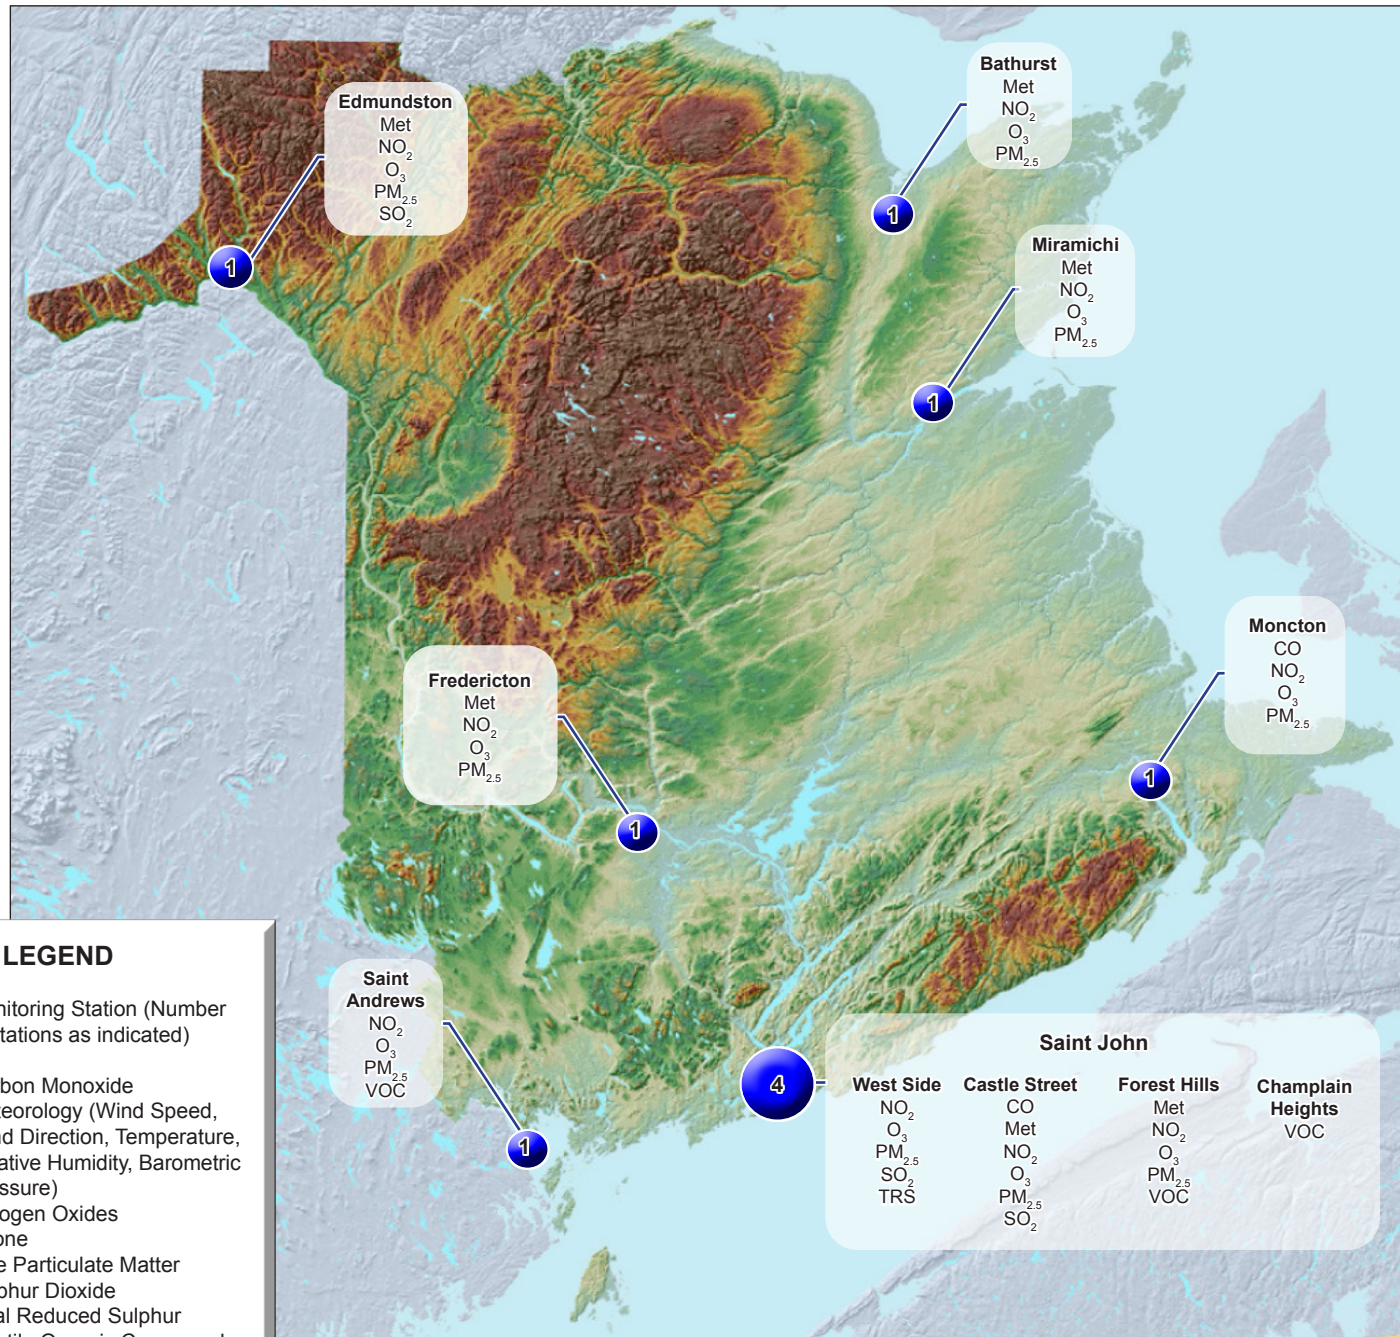 Edmundston
Met
NO2
O3
PM2.5
SO2
1
Bathurst
Met
NO2
O3
PM2.5
1
Miramichi
Met
NO2
O3
PM2.5
1
Moncton
CO
NO2
O3
PM2.5
1
Fredericton
Met
NO2
O3
PM2.5
1
Saint
Andrews
NO2
O3
PM2.5
VOC
1
4
Saint John
West Side
NO2
O3
PM2.5
SO2
TRS
Castle Street
CO
Met
NO2
O3
PM2.5
SO2
Forest Hills
Met
NO2
O3
PM2.5
VOC
Champlain
Heights
VOC
LEGEND
nitoring Station (Number
tations as indicated)
bon Monoxide
teorology (Wind Speed,
nd Direction, Temperature,
ative Humidity, Barometric
ssure)
ogen Oxides
one
e Particulate Matter
phur Dioxide
al Reduced Sulphur